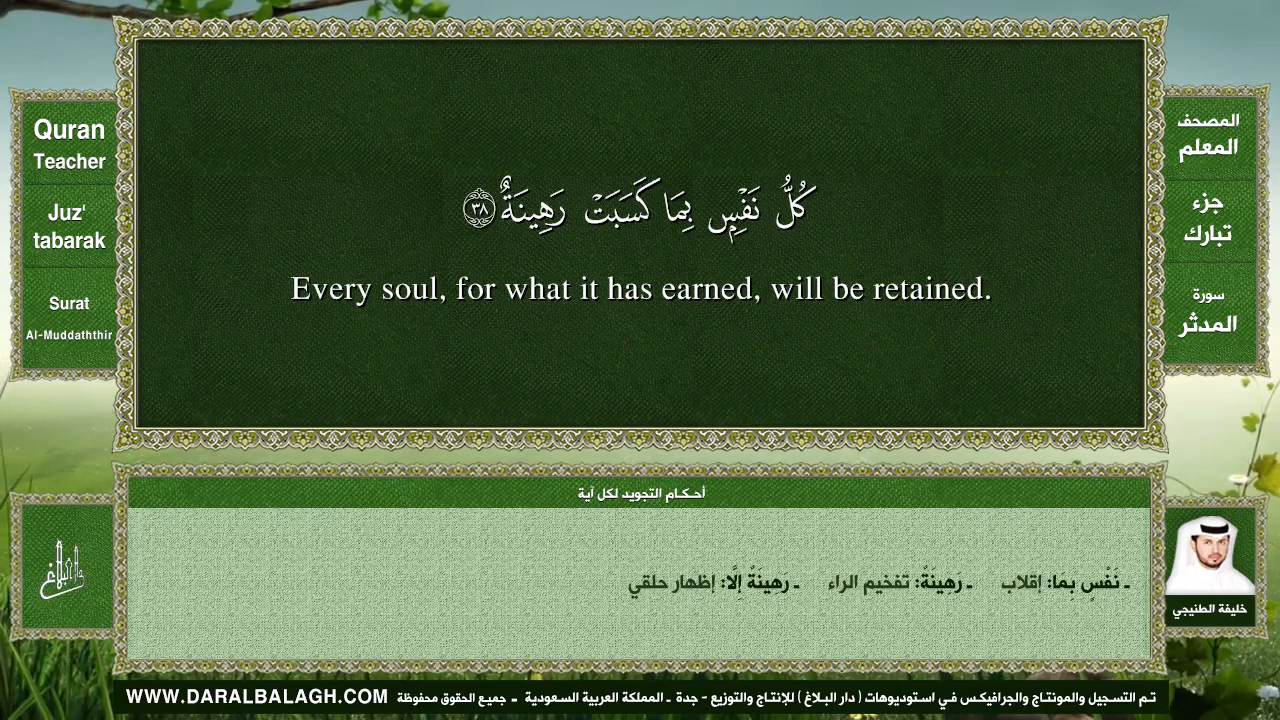 Quran
Teacher
Juz'
tabarak
Surat
Al-Muddaththir
كُلُّ نَفْسِۭ بِمَا كَسَبَتْ رَهِينَةٌ ٣٨
Every soul, for what it has earned, will be retained.
المصحف
المعلم
جزء
تبارك
سورة
المدثر
أحكام التجويد لكل آية
ـ نَفْسٍ بِمَا: إقلاب ـ رَهِينَةٌ: تفخيم الراء ـ رَهِينَةٌ إِلَّا: إظهار حلقي
دار البلاغ
خليفة الطنيجي
تم التسجيل والمونتاج والجرافيكس في استوديوهات ( دار البلاغ ) للإنتاج والتوزيع - جدة ـ المملكة العربية السعودية ـ جميع الحقوق محفوظة WWW.DARALBALAGH.COM